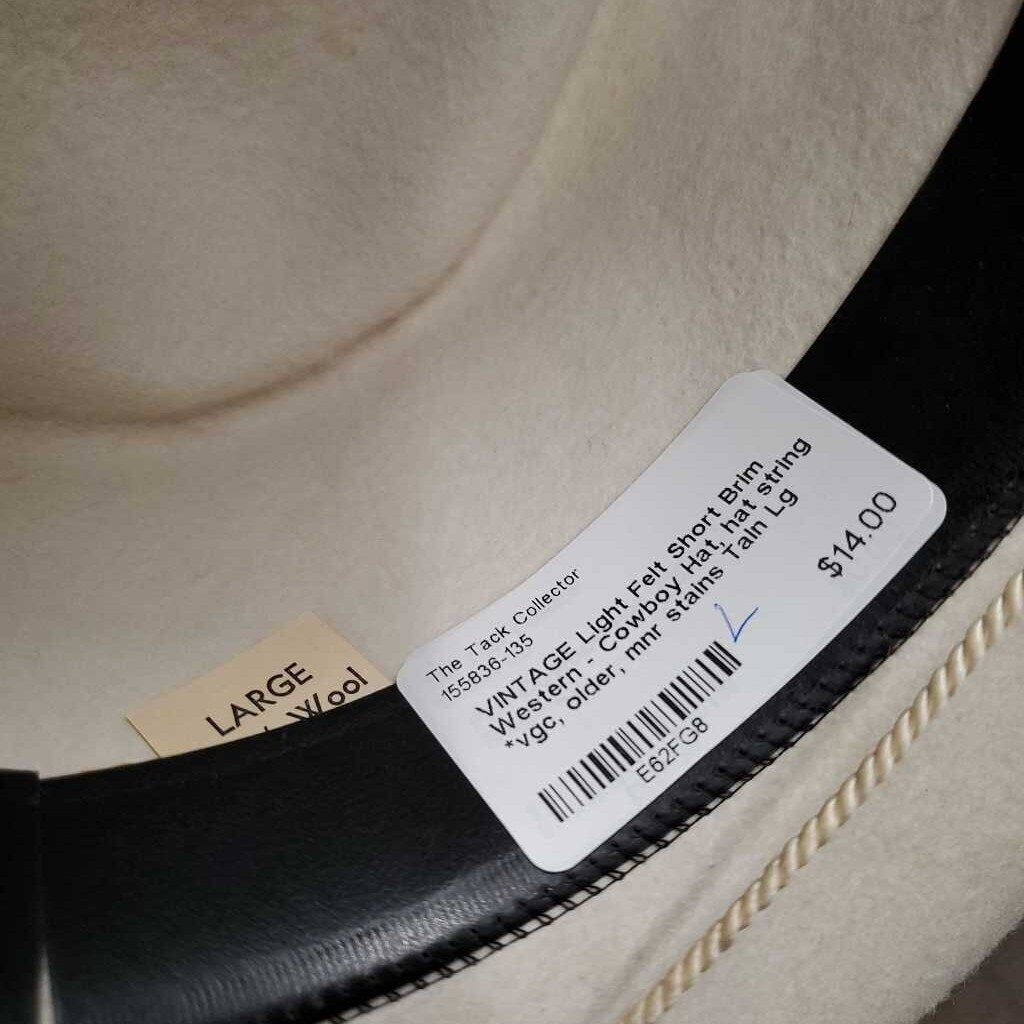 LARGE
Wool
The Tack Collector
155836-135
VINTAGE Light Felt Short Brim
Western - Cowboy Hat, hat string
*vgc, older, mnr stains Taln Lg
L
$14.00
E62FG8